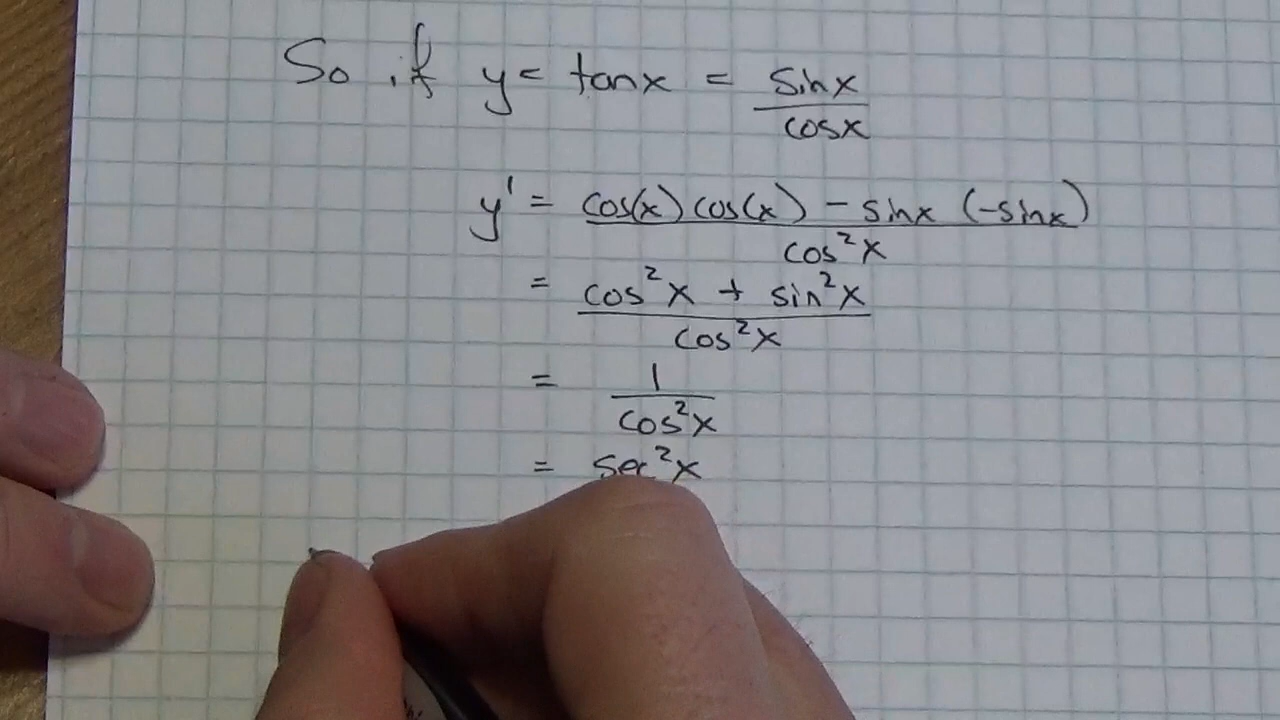 So if y = tanx = sinx/cosx
y' = cos(x) cos(x) - sinx (-sinx)/cos²x
= cos²x + sin²x/cos²x
= 1/cos²x
= sec²x